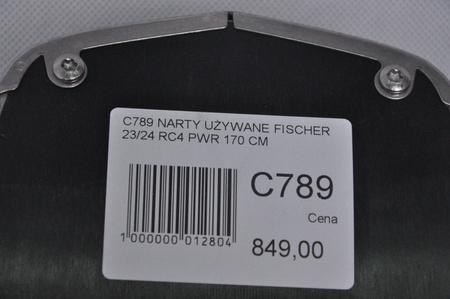 C789 NARTY UŻYWANE FISCHER
23/24 RC4 PWR 170 CM
C789
Cena
1 000000 012804
849,00